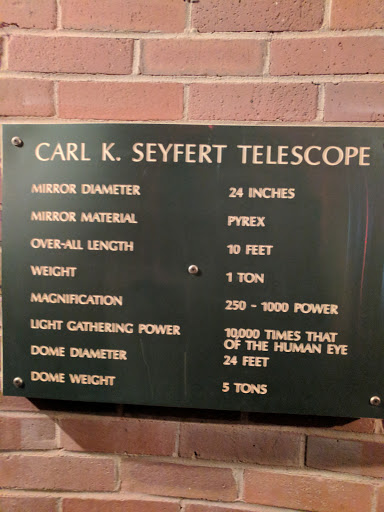 CARL K. SEYFERT TELESCOPE
MIRROR DIAMETER 24 INCHES
MIRROR MATERIAL PYREX
OVER-ALL LENGTH 10 FEET
WEIGHT 1 TON
MAGNIFICATION 250 - 1000 POWER
LIGHT GATHERING POWER 10,000 TIMES THAT
OF THE HUMAN EYE
DOME DIAMETER 24 FEET
DOME WEIGHT 5 TONS